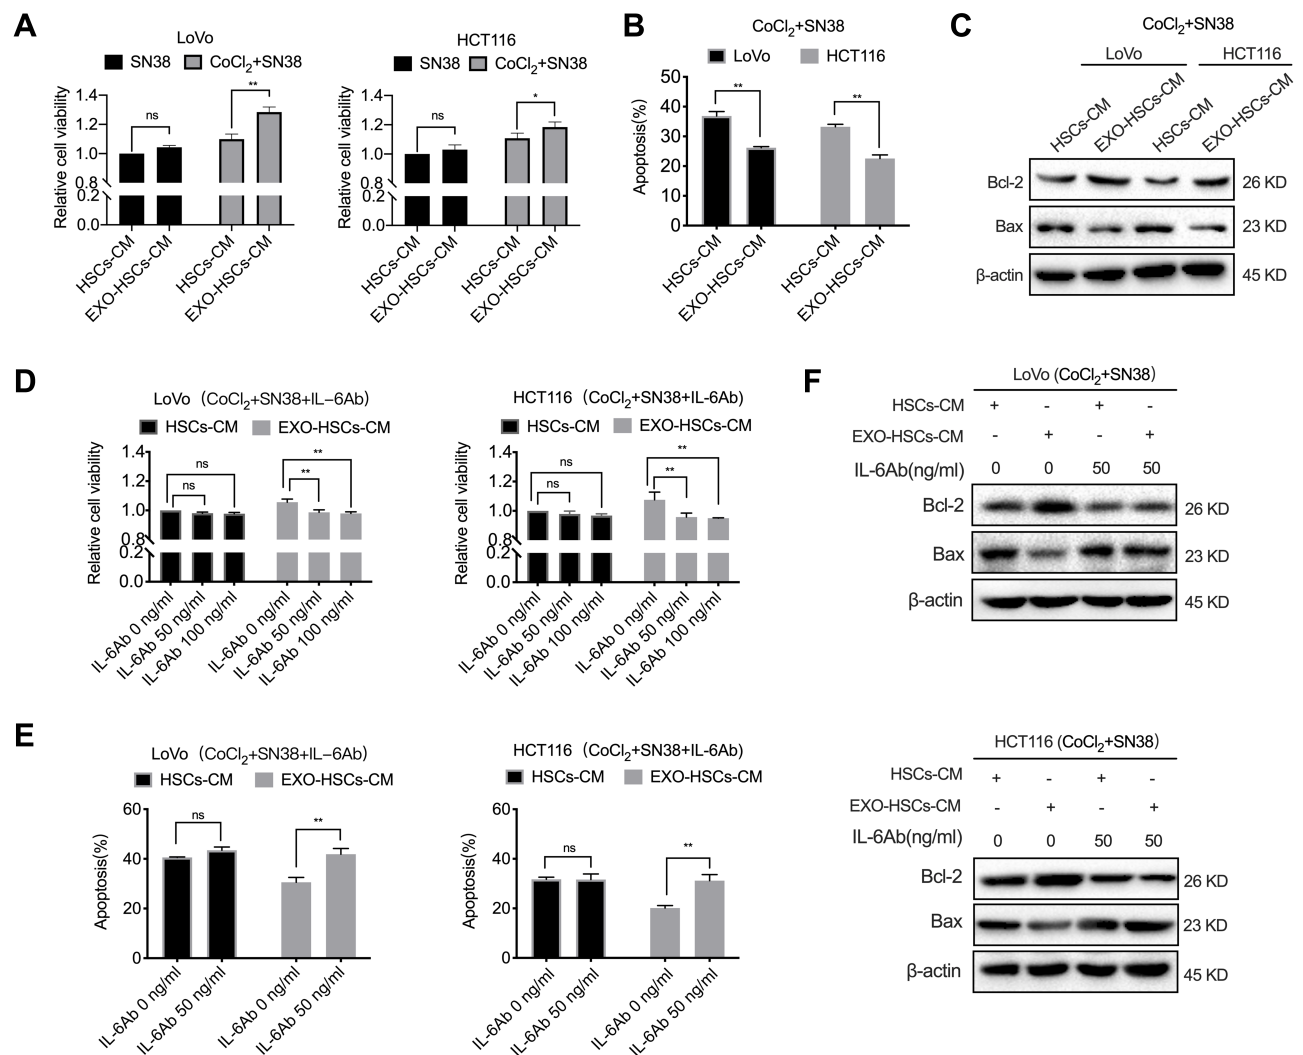 A
LoVo
SN38 CoCl2+SN38
Relative cell viability
1.4
1.2
1.0
0.8
0.2
0.0
ns
**
HSCs-CM
EXO-HSCs-CM
HSCs-CM
EXO-HSCs-CM
HCT116
SN38 CoCl2+SN38
Relative cell viability
1.4
1.2
1.0
0.8
0.2
0.0
ns
*
HSCs-CM
EXO-HSCs-CM
HSCs-CM
EXO-HSCs-CM
B
CoCl2+SN38
LoVo HCT116
Apoptosis(%)
50
40
30
20
10
0
**
**
HSCs-CM
EXO-HSCs-CM
HSCs-CM
EXO-HSCs-CM
C
CoCl2+SN38
LoVo HCT116
HSCs-CM
EXO-HSCs-CM
HSCs-CM
EXO-HSCs-CM
Bcl-2 26 KD
Bax 23 KD
β-actin 45 KD
D
LoVo (CoCl2+SN38+IL-6Ab)
HSCs-CM EXO-HSCs-CM
Relative cell viability
1.4
1.2
1.0
0.8
0.2
0.0
ns
ns
**
**
IL-6Ab 0 ng/ml
IL-6Ab 50 ng/ml
IL-6Ab 100 ng/ml
IL-6Ab 0 ng/ml
IL-6Ab 50 ng/ml
IL-6Ab 100 ng/ml
HCT116 (CoCl2+SN38+IL-6Ab)
HSCs-CM EXO-HSCs-CM
Relative cell viability
1.4
1.2
1.0
0.8
0.2
0.0
ns
ns
**
**
IL-6Ab 0 ng/ml
IL-6Ab 50 ng/ml
IL-6Ab 100 ng/ml
IL-6Ab 0 ng/ml
IL-6Ab 50 ng/ml
IL-6Ab 100 ng/ml
E
LoVo (CoCl2+SN38+IL-6Ab)
HSCs-CM EXO-HSCs-CM
Apoptosis(%)
60
40
20
0
ns
**
IL-6Ab 0 ng/ml
IL-6Ab 50 ng/ml
IL-6Ab 0 ng/ml
IL-6Ab 50 ng/ml
HCT116 (CoCl2+SN38+IL-6Ab)
HSCs-CM EXO-HSCs-CM
Apoptosis(%)
60
40
20
0
ns
**
IL-6Ab 0 ng/ml
IL-6Ab 50 ng/ml
IL-6Ab 0 ng/ml
IL-6Ab 50 ng/ml
F
LoVo (CoCl2+SN38)
HSCs-CM + - + -
EXO-HSCs-CM - + - +
IL-6Ab(ng/ml) 0 0 50 50
Bcl-2 26 KD
Bax 23 KD
β-actin 45 KD
HCT116 (CoCl2+SN38)
HSCs-CM + - + -
EXO-HSCs-CM - + - +
IL-6Ab(ng/ml) 0 0 50 50
Bcl-2 26 KD
Bax 23 KD
β-actin 45 KD